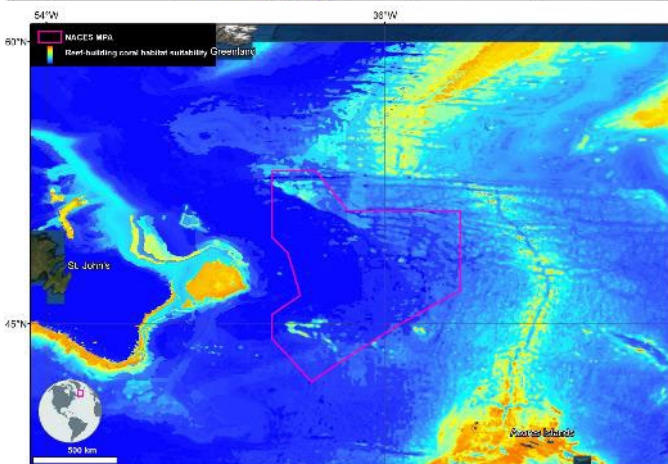 54°W
36°W
60°N
NACES MPA
Reef-building coral habitat suitability
Greenland
St. John's
45°N
Azores Islands
500 km